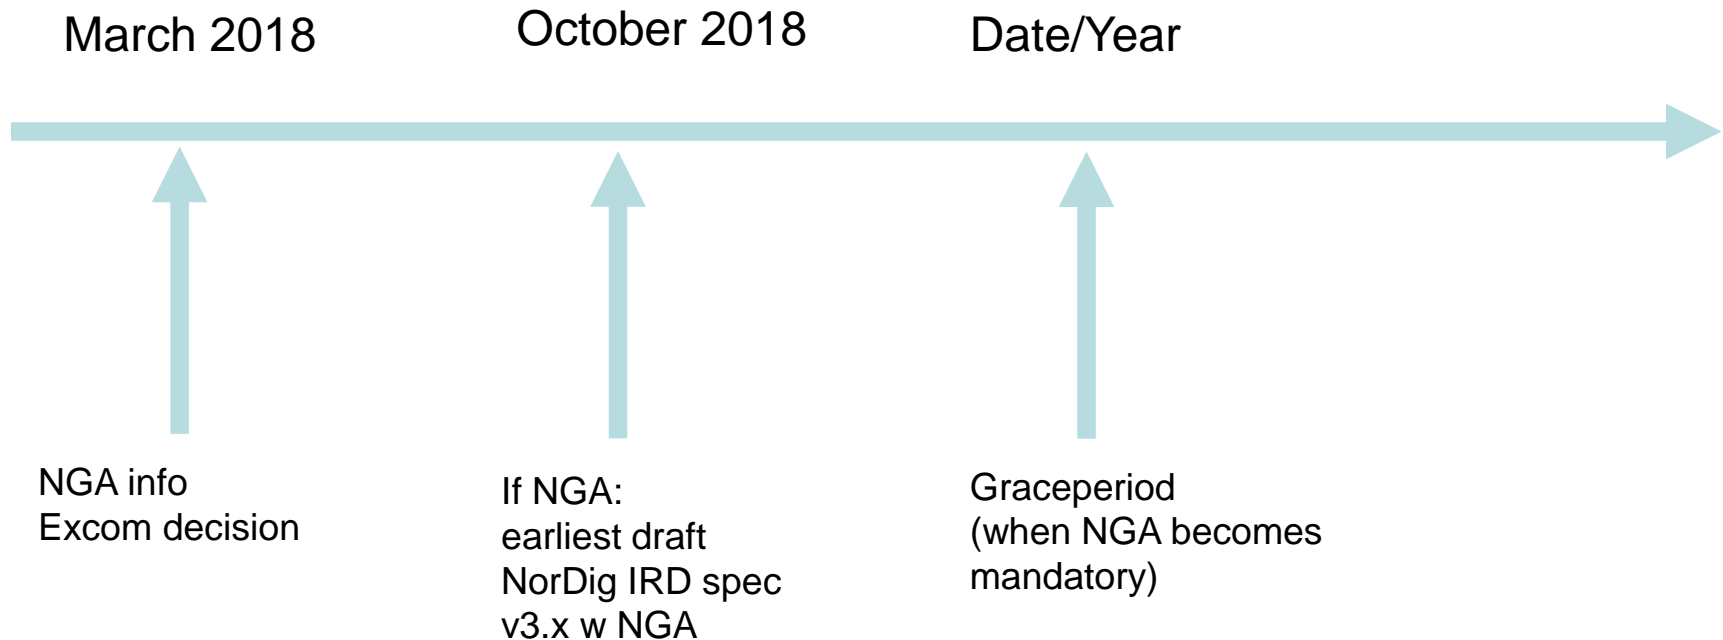 March 2018
October 2018
Date/Year
NGA info
Excom decision
If NGA:
earliest draft
NorDig IRD spec
v3.x w NGA
Graceperiod
(when NGA becomes
mandatory)